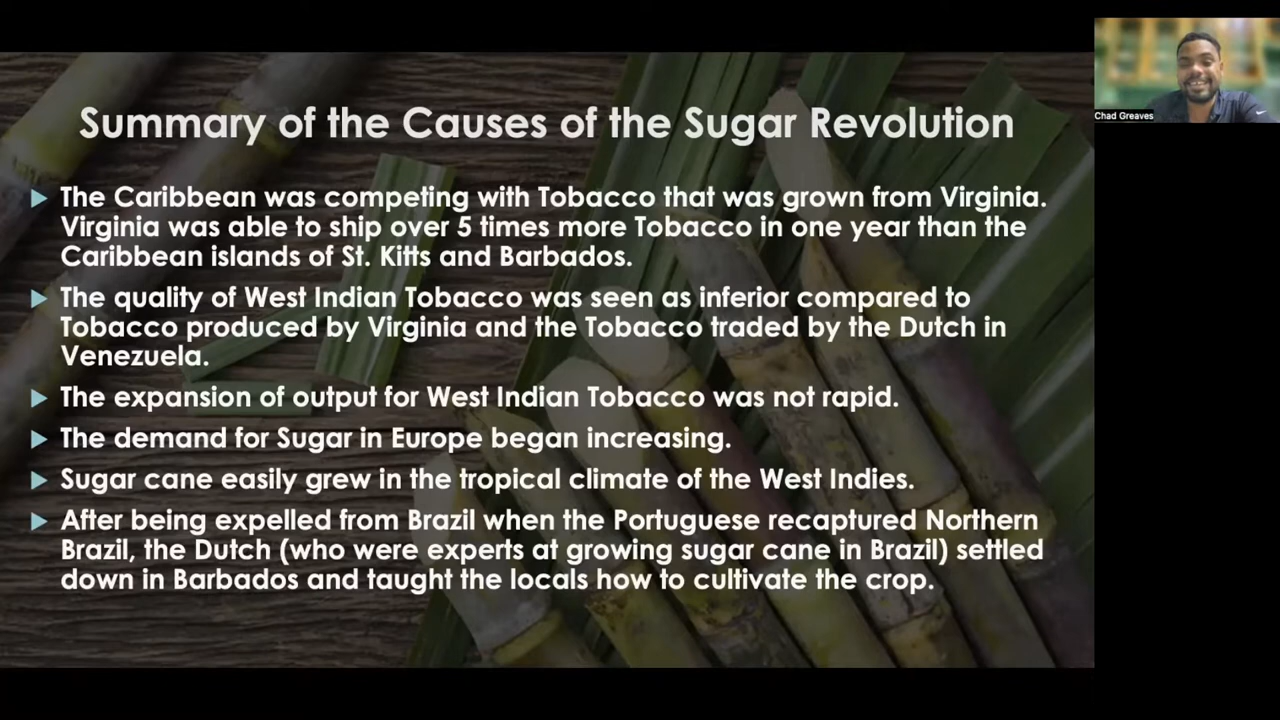 Summary of the Causes of the Sugar Revolution
The Caribbean was competing with Tobacco that was grown from Virginia.
Virginia was able to ship over 5 times more Tobacco in one year than the
Caribbean islands of St. Kitts and Barbados.
The quality of West Indian Tobacco was seen as inferior compared to
Tobacco produced by Virginia and the Tobacco traded by the Dutch in
Venezuela.
The expansion of output for West Indian Tobacco was not rapid.
The demand for Sugar in Europe began increasing.
Sugar cane easily grew in the tropical climate of the West Indies.
After being expelled from Brazil when the Portuguese recaptured Northern
Brazil, the Dutch (who were experts at growing sugar cane in Brazil) settled
down in Barbados and taught the locals how to cultivate the crop.
Chad Greaves